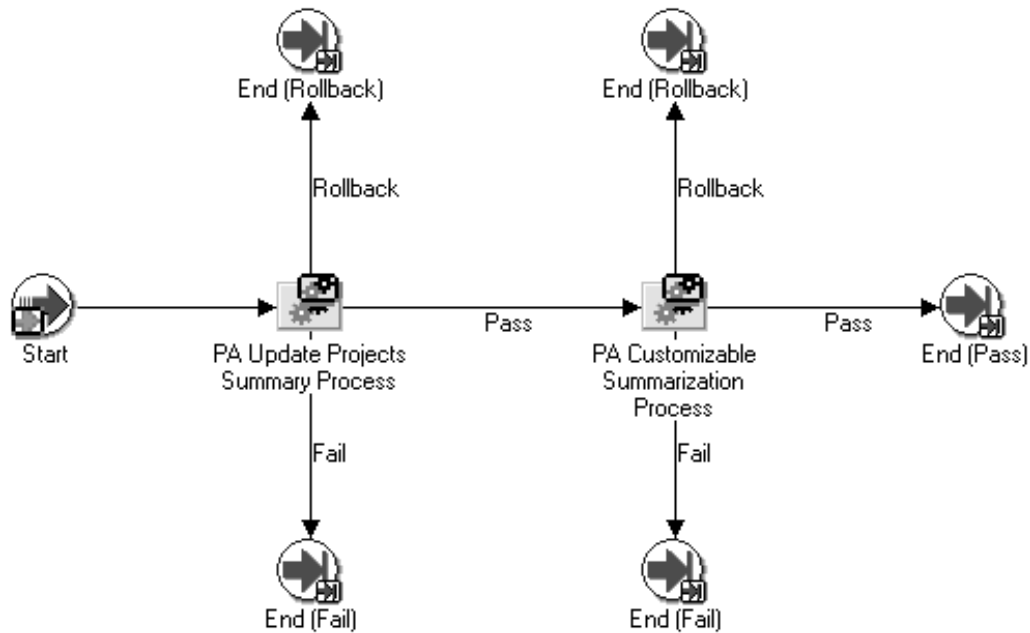 End (Rollback)
End (Rollback)
Rollback
Rollback
Start
Pass
Pass
PA Update Projects
Summary Process
PA Customizable
Summarization
Process
End (Pass)
Fail
Fail
End (Fail)
End (Fail)